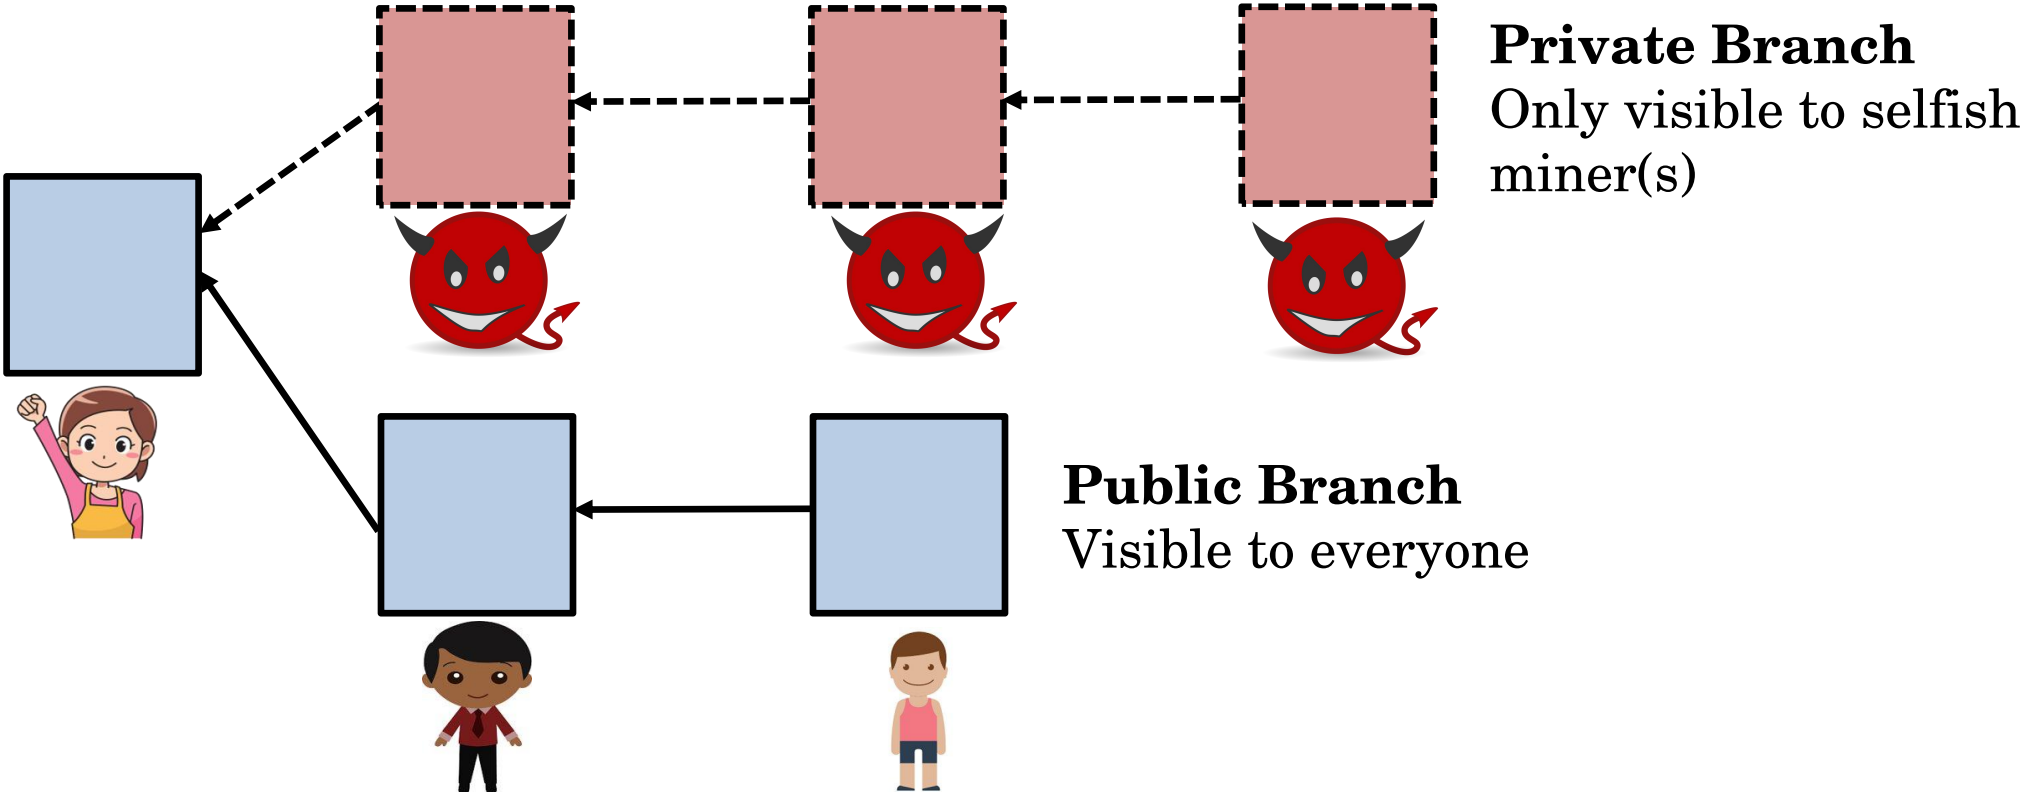 Private Branch
Only visible to selfish
miner(s)
Public Branch
Visible to everyone